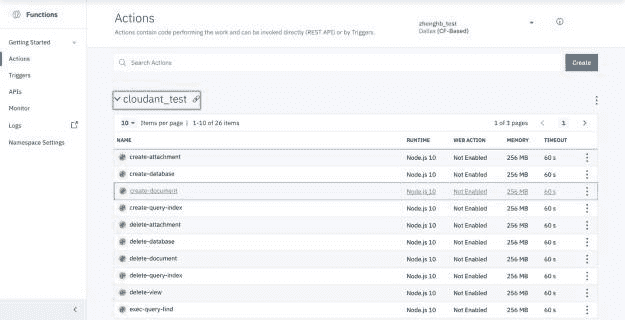 Functions
Getting Started
Actions
Triggers
APIs
Monitor
Logs
Namespace Settings
Actions
Actions contain code performing the work and can be invoked directly (REST API) or by Triggers.
zhenghb_test
Dallas (CF-Based)
Search Actions
Create
cloudant_test
10 Items per page | 1-10 of 26 items 1 of 3 pages 1
NAME RUNTIME WEB ACTION MEMORY TIMEOUT
create-attachment Node.js 10 Not Enabled 256 MB 60 s
create-database Node.js 10 Not Enabled 256 MB 60 s
create-document Node.js 10 Not Enabled 256 MB 60 s
create-query-index Node.js 10 Not Enabled 256 MB 60 s
delete-attachment Node.js 10 Not Enabled 256 MB 60 s
delete-database Node.js 10 Not Enabled 256 MB 60 s
delete-document Node.js 10 Not Enabled 256 MB 60 s
delete-query-index Node.js 10 Not Enabled 256 MB 60 s
delete-view Node.js 10 Not Enabled 256 MB 60 s
exec-query-find Node.js 10 Not Enabled 256 MB 60 s